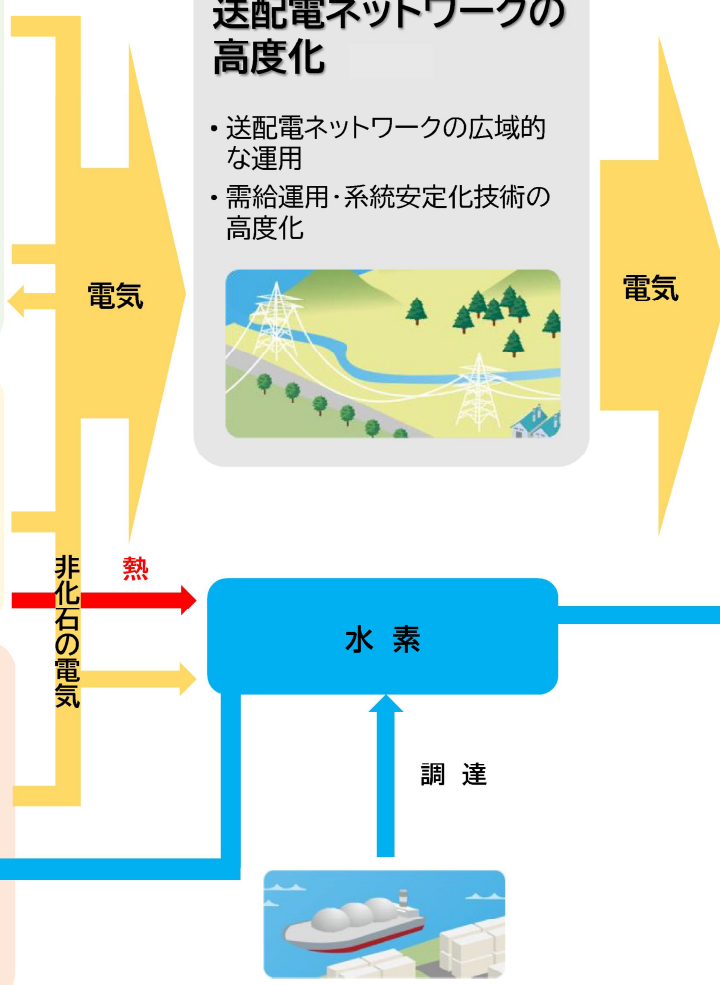 送配電ネットワークの
高度化
・送配電ネットワークの広域的
な運用
・需給運用・系統安定化技術の
高度化
電気
電気
非化石の電気
熱
水 素
調 達